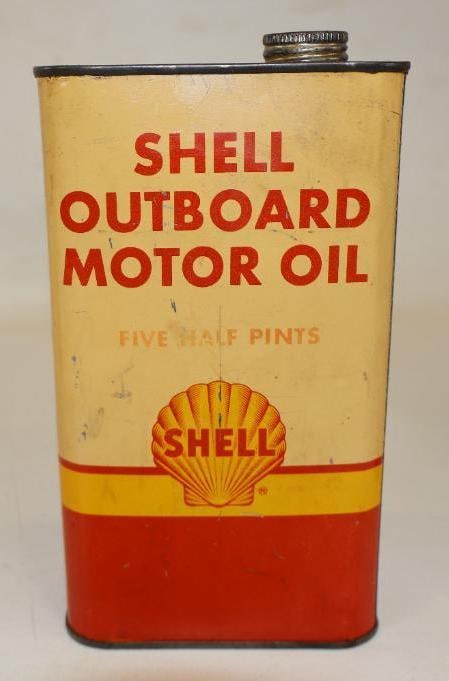 SHELL
OUTBOARD
MOTOR OIL
FIVE HALF PINTS
SHELL
®